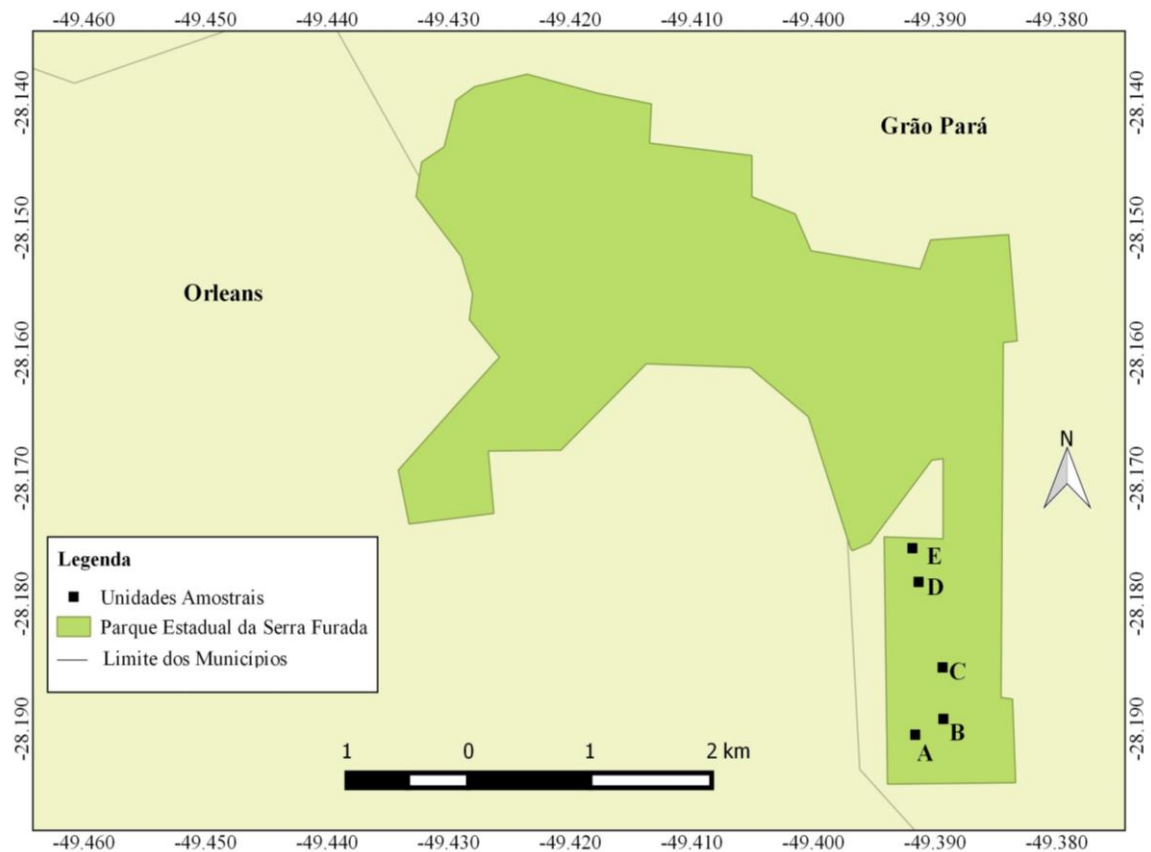 -49.460 -49.450 -49.440 -49.430 -49.420 -49.410 -49.400 -49.390 -49.380
-28.140 -28.140
Grão Pará
-28.150 -28.150
Orleans
-28.160 -28.160
N
-28.170 -28.170
Legenda
E
D
Unidades Amostrais
-28.180 -28.180
Parque Estadual da Serra Furada
Limite dos Municípios
C
-28.190 -28.190
B
A
1 0 1 2 km
-49.460 -49.450 -49.440 -49.430 -49.420 -49.410 -49.400 -49.390 -49.380